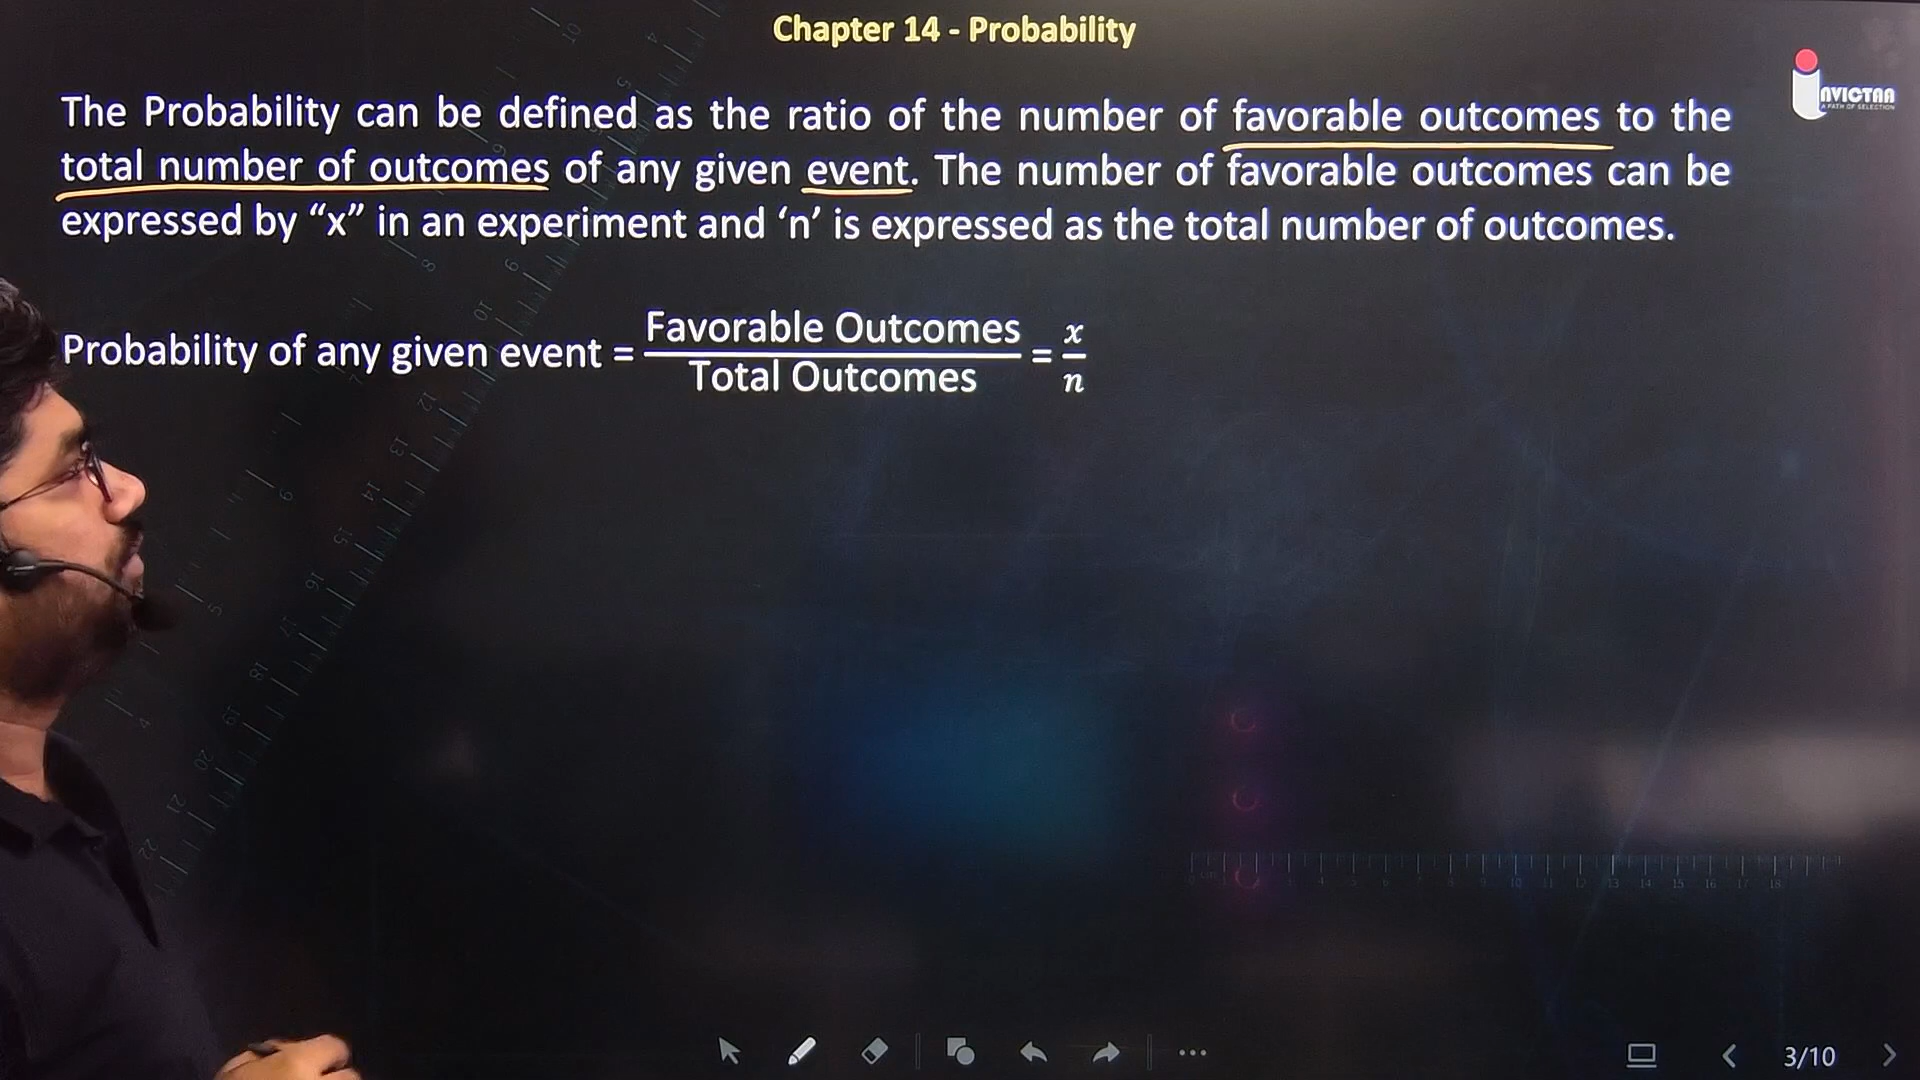 Chapter 14 - Probability
NVICTAA
A PATH OF SELECTION
The Probability can be defined as the ratio of the number of favorable outcomes to the
total number of outcomes of any given event. The number of favorable outcomes can be
expressed by “x” in an experiment and ‘n’ is expressed as the total number of outcomes.
Probability of any given event = Favorable Outcomes / Total Outcomes = x / n
3/10